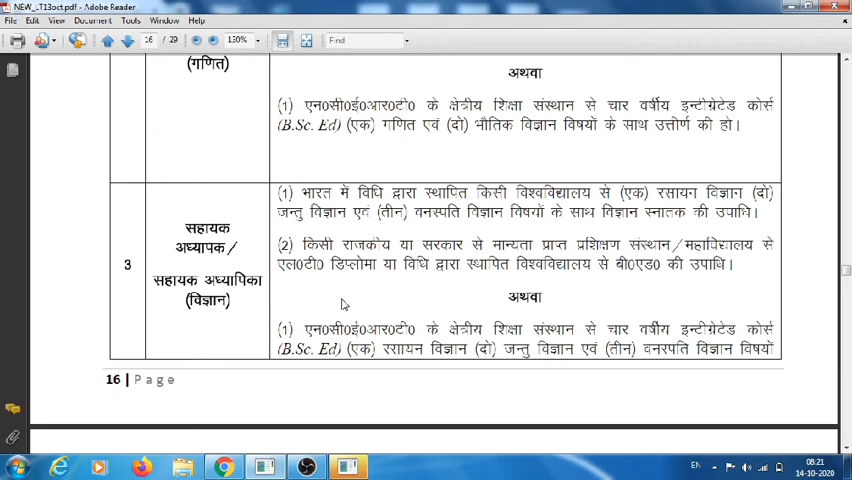 NEW_LT13oct.pdf - Adobe Reader
File Edit View Document Tools Window Help
16 / 29 130% Find
(गणित)
अथवा
(1) एन0सी0ई0आर0टी0 के क्षेत्रीय शिक्षा संस्थान से चार वर्षीय इन्टीग्रेटेड कोर्स
(B.Sc. Ed) (एक) गणित एवं (दो) भौतिक विज्ञान विषयों के साथ उत्तीर्ण की हो।
3
सहायक
अध्यापक /
सहायक अध्यापिका
(विज्ञान)
(1) भारत में विधि द्वारा स्थापित किसी विश्वविद्यालय से (एक) रसायन विज्ञान (दो)
जन्तु विज्ञान एवं (तीन) वनस्पति विज्ञान विषयों के साथ विज्ञान स्नातक की उपाधि।
(2) किसी राजकीय या सरकार से मान्यता प्राप्त प्रशिक्षण संस्थान/महाविद्यालय से
एल0टी0 डिप्लोमा या विधि द्वारा स्थापित विश्वविद्यालय से बी0एड0 की उपाधि।
अथवा
(1) एन0सी0ई0आर0टी0 के क्षेत्रीय शिक्षा संस्थान से चार वर्षीय इन्टीग्रेटेड कोर्स
(B.Sc. Ed) (एक) रसायन विज्ञान (दो) जन्तु विज्ञान एवं (तीन) वनस्पति विज्ञान विषयों
16 | Page
EN 08:21
14-10-2020